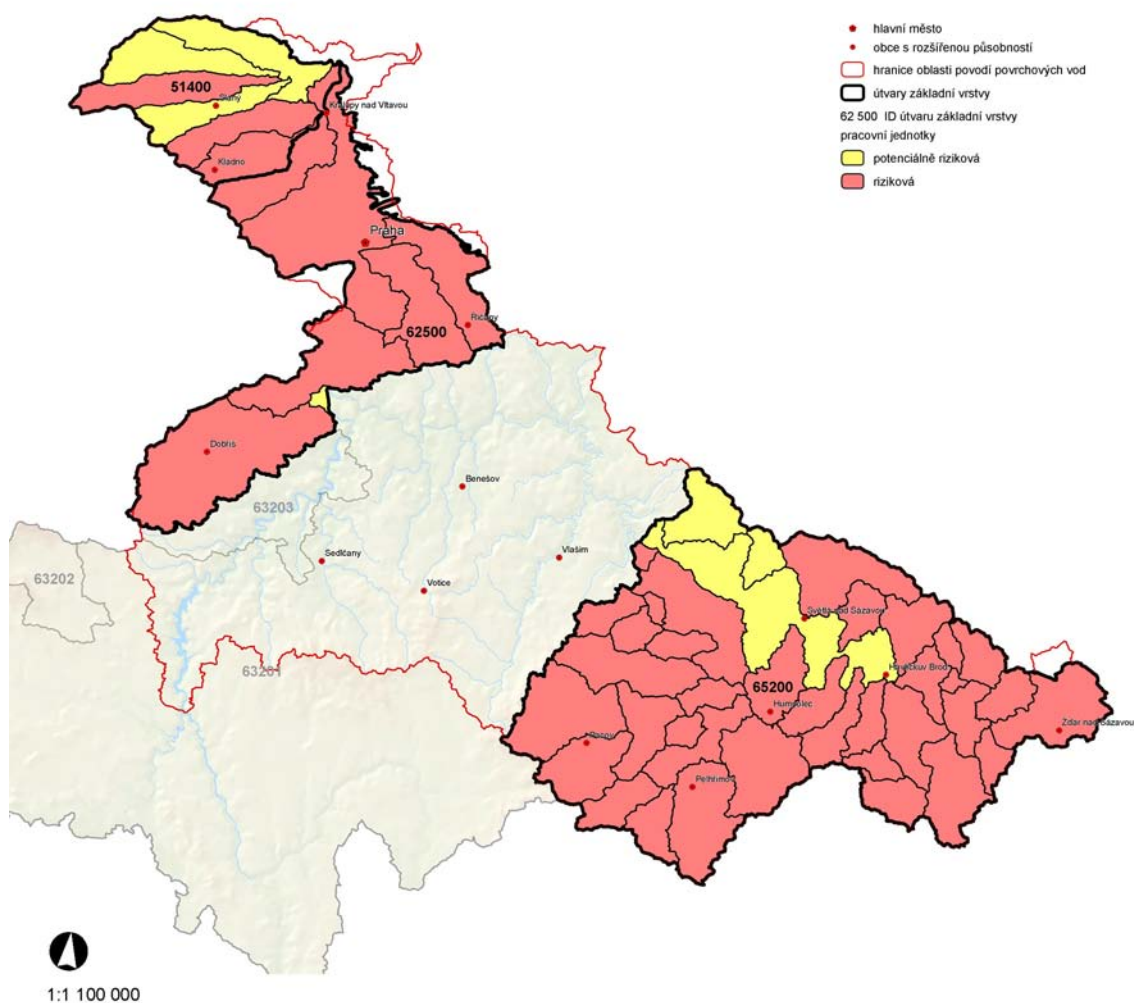 hlavní město
obce s rozšířenou působností
hranice oblasti povodí povrchových vod
útvary základní vrstvy
62 500 ID útvaru základní vrstvy
pracovní jednotky
potenciálně riziková
riziková
51400
Slaný
Kralupy nad Vltavou
Kladno
Praha
62500
Říčany
Dobříš
Benešov
63203
Sedlčany
Vlašim
63202
Votice
Světlá nad Sázavou
63201
65200
Havlíčkův Brod
Humpolec
Žďár nad Sázavou
Pacov
Pelhřimov
1:1 100 000